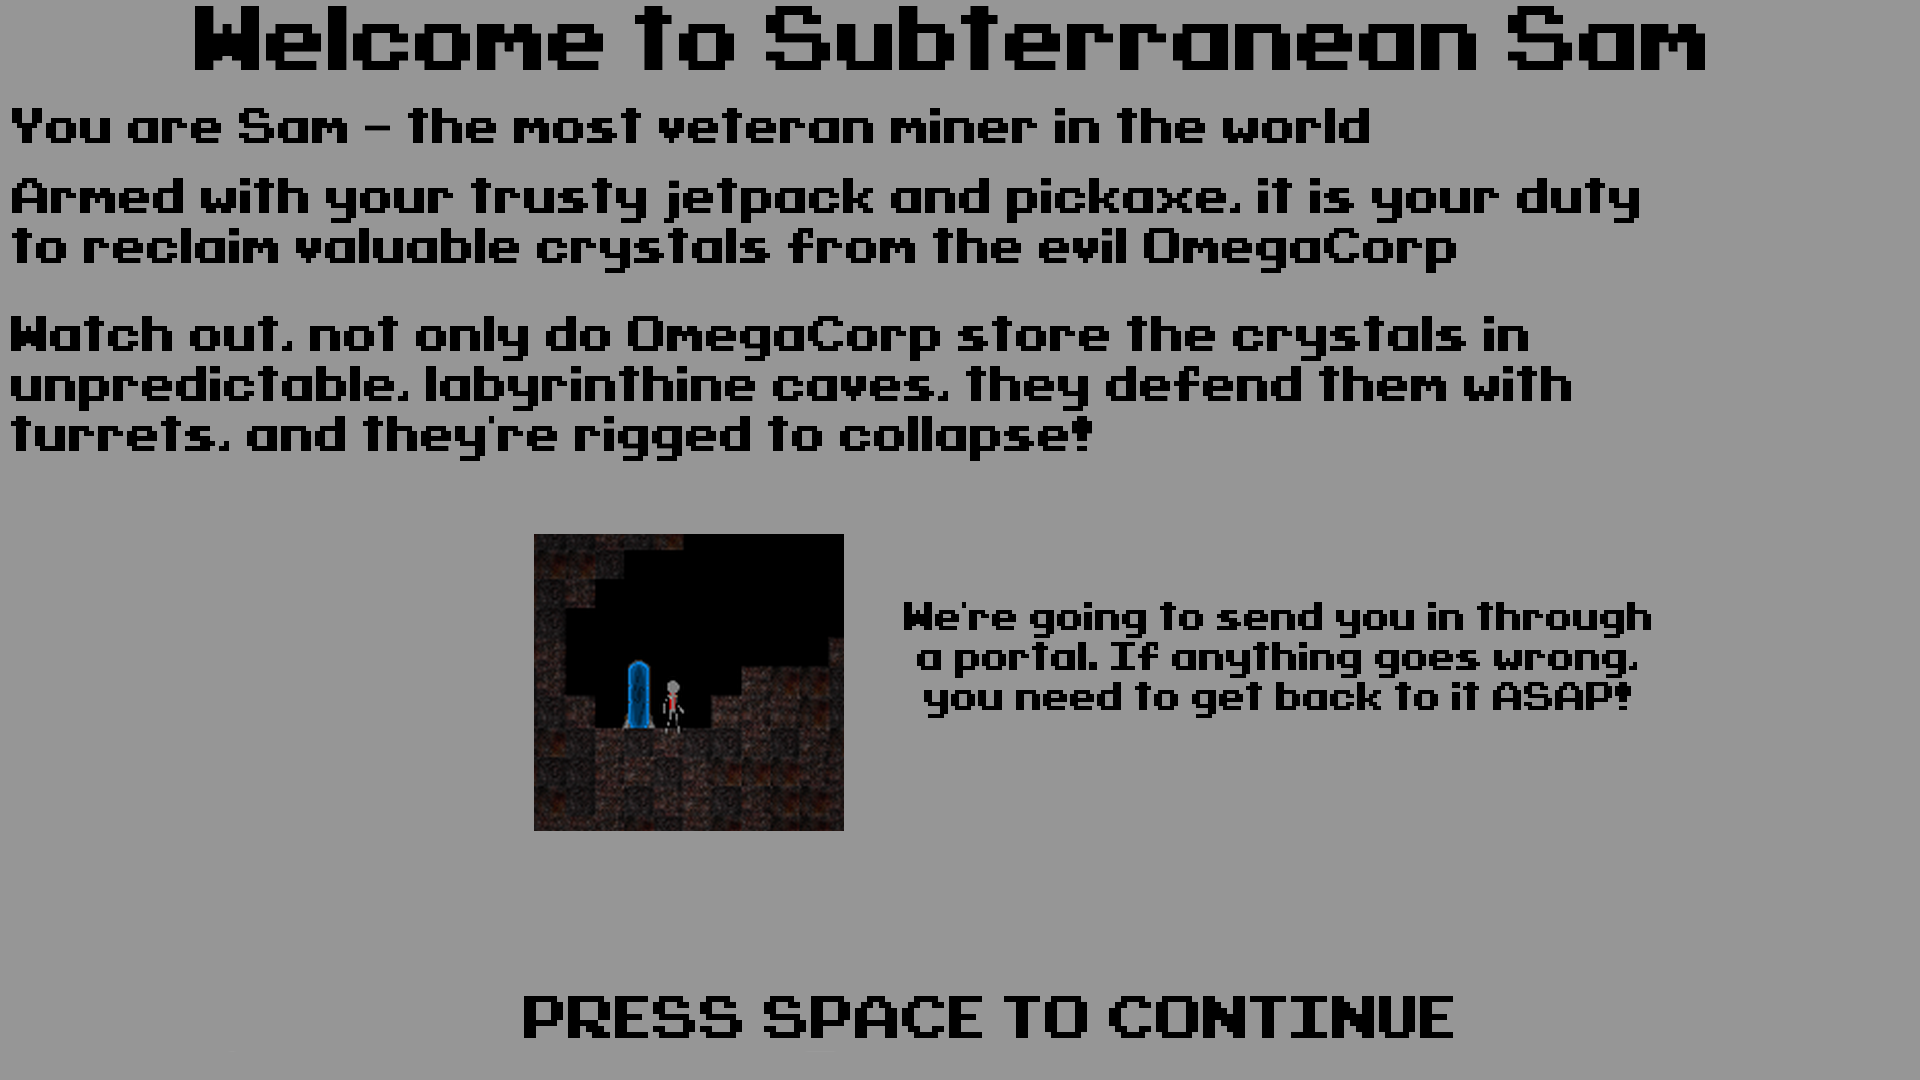 Welcome to Subterranean Sam
You are Sam - the most veteran miner in the world
Armed with your trusty jetpack and pickaxe, it is your duty
to reclaim valuable crystals from the evil OmegaCorp
Watch out, not only do OmegaCorp store the crystals in
unpredictable, labyrinthine caves, they defend them with
turrets, and they're rigged to collapse!
We're going to send you in through
a portal. If anything goes wrong,
you need to get back to it ASAP!
PRESS SPACE TO CONTINUE